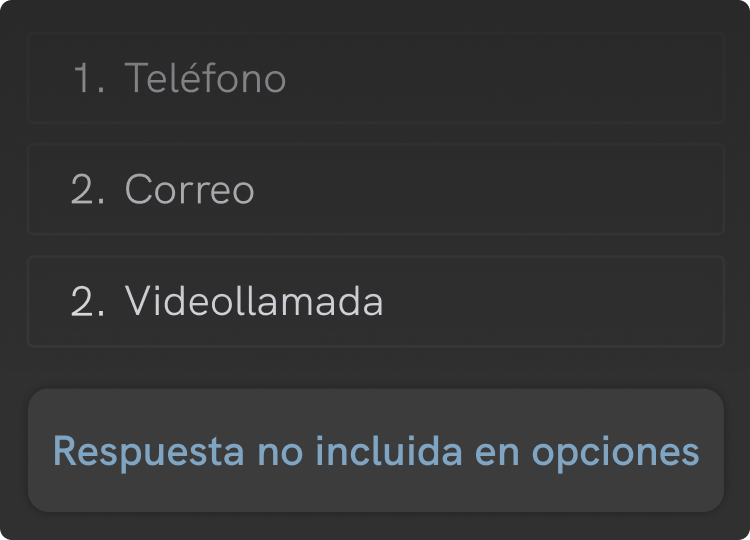 1. Teléfono
2. Correo
2. Videollamada
Respuesta no incluida en opciones